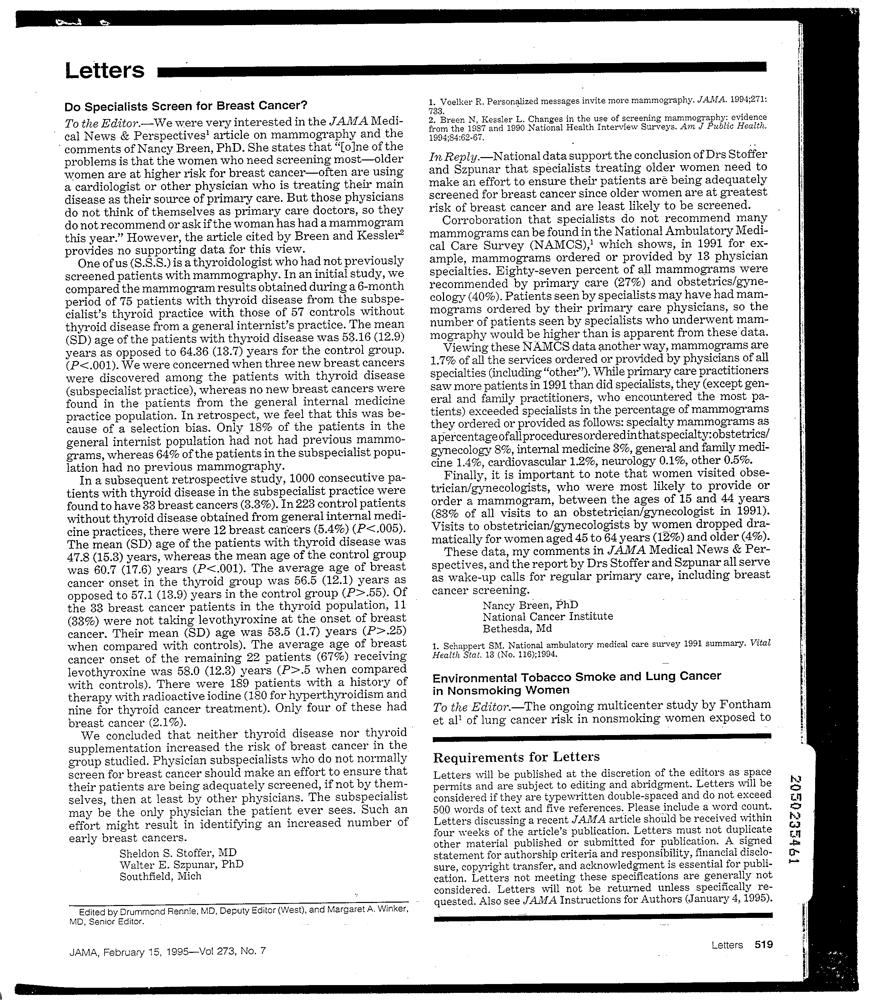 Letters
Do Specialists Screen for Breast Cancer?
To the Editor.—We were very interested in the JAMA Medi-
cal News & Perspectives¹ article on mammography and the
comments of Nancy Breen, PhD. She states that “[o]ne of the
problems is that the women who need screening most—older
women are at higher risk for breast cancer—often are using
a cardiologist or other physician who is treating their main
disease as their source of primary care. But those physicians
do not think of themselves as primary care doctors, so they
do not recommend or ask if the woman has had a mammogram
this year.” However, the article cited by Breen and Kessler²
provides no supporting data for this view.
One of us (S.S.S.) is a thyroidologist who had not previously
screened patients with mammography. In an initial study, we
compared the mammogram results obtained during a 6-month
period of 75 patients with thyroid disease from the subspe-
cialist’s thyroid practice with those of 57 controls without
thyroid disease from a general internist’s practice. The mean
(SD) age of the patients with thyroid disease was 53.16 (12.9)
years as opposed to 64.36 (13.7) years for the control group.
(P<.001). We were concerned when three new breast cancers
were discovered among the patients with thyroid disease
(subspecialist practice), whereas no new breast cancers were
found in the patients from the general internal medicine
practice population. In retrospect, we feel that this was be-
cause of a selection bias. Only 18% of the patients in the
general internist population had not had previous mammo-
grams, whereas 64% of the patients in the subspecialist popu-
lation had no previous mammography.
In a subsequent retrospective study, 1000 consecutive pa-
tients with thyroid disease in the subspecialist practice were
found to have 33 breast cancers (3.3%). In 223 control patients
without thyroid disease obtained from general internal medi-
cine practices, there were 12 breast cancers (5.4%) (P<.005).
The mean (SD) age of the patients with thyroid disease was
47.8 (15.3) years, whereas the mean age of the control group
was 60.7 (17.6) years (P<.001). The average age of breast
cancer onset in the thyroid group was 56.5 (12.1) years as
opposed to 57.1 (13.9) years in the control group (P>.55). Of
the 33 breast cancer patients in the thyroid population, 11
(33%) were not taking levothyroxine at the onset of breast
cancer. Their mean (SD) age was 53.5 (1.7) years (P>.25)
when compared with controls). The average age of breast
cancer onset of the remaining 22 patients (67%) receiving
levothyroxine was 58.0 (12.3) years (P>.5 when compared
with controls). There were 189 patients with a history of
therapy with radioactive iodine (180 for hyperthyroidism and
nine for thyroid cancer treatment). Only four of these had
breast cancer (2.1%).
We concluded that neither thyroid disease nor thyroid
supplementation increased the risk of breast cancer in the
group studied. Physician subspecialists who do not normally
screen for breast cancer should make an effort to ensure that
their patients are being adequately screened, if not by them-
selves, then at least by other physicians. The subspecialist
may be the only physician the patient ever sees. Such an
effort might result in identifying an increased number of
early breast cancers.
Sheldon S. Stoffer, MD
Walter E. Szpunar, PhD
Southfield, Mich
Edited by Drummond Rennie, MD, Deputy Editor (West), and Margaret A. Winker,
MD, Senior Editor.
1. Voelker R. Personalized messages invite more mammography. JAMA. 1994;271:
733.
2. Breen N, Kessler L. Changes in the use of screening mammography: evidence
from the 1987 and 1990 National Health Interview Surveys. Am J Public Health.
1994;84:62-67.
In Reply.—National data support the conclusion of Drs Stoffer
and Szpunar that specialists treating older women need to
make an effort to ensure their patients are being adequately
screened for breast cancer since older women are at greatest
risk of breast cancer and are least likely to be screened.
Corroboration that specialists do not recommend many
mammograms can be found in the National Ambulatory Medi-
cal Care Survey (NAMCS),¹ which shows, in 1991 for ex-
ample, mammograms ordered or provided by 13 physician
specialties. Eighty-seven percent of all mammograms were
recommended by primary care (27%) and obstetrics/gyne-
cology (40%). Patients seen by specialists may have had mam-
mograms ordered by their primary care physicians, so the
number of patients seen by specialists who underwent mam-
mography would be higher than is apparent from these data.
Viewing these NAMCS data another way, mammograms are
1.7% of all the services ordered or provided by physicians of all
specialties (including “other”). While primary care practitioners
saw more patients in 1991 than did specialists, they (except gen-
eral and family practitioners, who encountered the most pa-
tients) exceeded specialists in the percentage of mammograms
they ordered or provided as follows: specialty mammograms as
a percentage of all procedures ordered in that specialty: obstetrics/
gynecology 8%, internal medicine 3%, general and family medi-
cine 1.4%, cardiovascular 1.2%, neurology 0.1%, other 0.5%.
Finally, it is important to note that women visited obse-
trician/gynecologists, who were most likely to provide or
order a mammogram, between the ages of 15 and 44 years
(83% of all visits to an obstetrician/gynecologist in 1991).
Visits to obstetrician/gynecologists by women dropped dra-
matically for women aged 45 to 64 years (12%) and older (4%).
These data, my comments in JAMA Medical News & Per-
spectives, and the report by Drs Stoffer and Szpunar all serve
as wake-up calls for regular primary care, including breast
cancer screening.
Nancy Breen, PhD
National Cancer Institute
Bethesda, Md
1. Schappert SM. National ambulatory medical care survey 1991 summary. Vital
Health Stat. 13 (No. 116);1994.
Environmental Tobacco Smoke and Lung Cancer
in Nonsmoking Women
To the Editor.—The ongoing multicenter study by Fontham
et al¹ of lung cancer risk in nonsmoking women exposed to
Requirements for Letters
Letters will be published at the discretion of the editors as space
permits and are subject to editing and abridgment. Letters will be
considered if they are typewritten double-spaced and do not exceed
500 words of text and five references. Please include a word count.
Letters discussing a recent JAMA article should be received within
four weeks of the article’s publication. Letters must not duplicate
other material published or submitted for publication. A signed
statement for authorship criteria and responsibility, financial disclo-
sure, copyright transfer, and acknowledgment is essential for publi-
cation. Letters not meeting these specifications are generally not
considered. Letters will not be returned unless specifically re-
quested. Also see JAMA Instructions for Authors (January 4, 1995).
2050235461
JAMA, February 15, 1995—Vol 273, No. 7
Letters 519